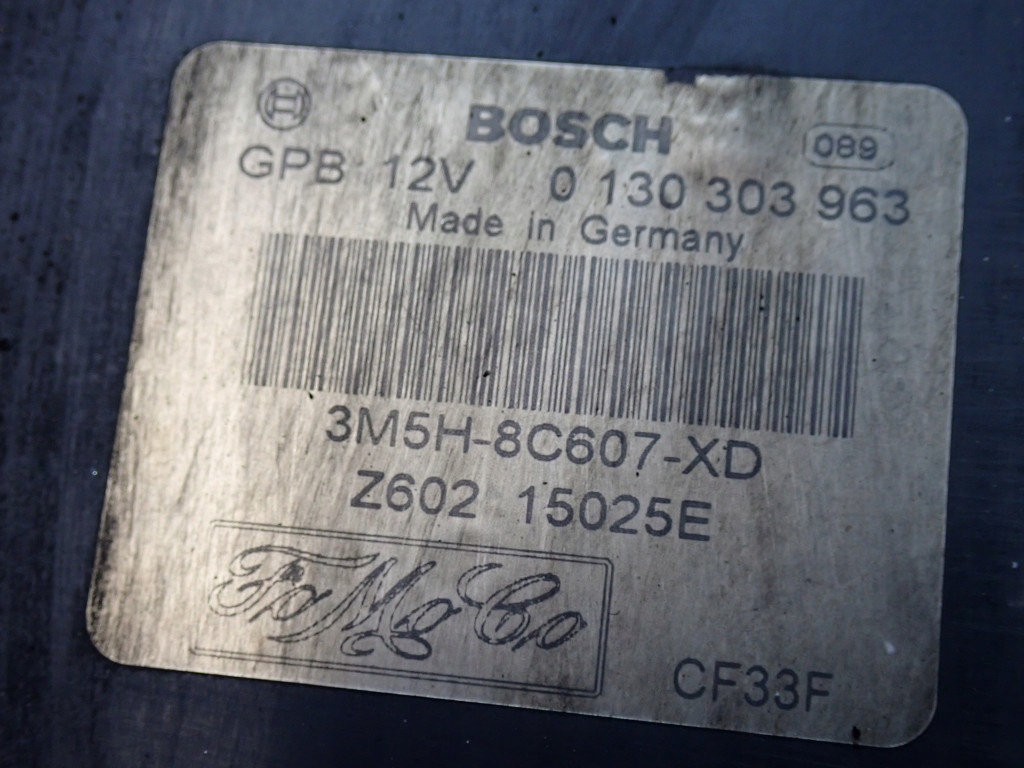 BOSCH
089
GPB 12V 0 130 303 963
Made in Germany
3M5H-8C607-XD
Z602 15025E
FoMoCo
CF33F